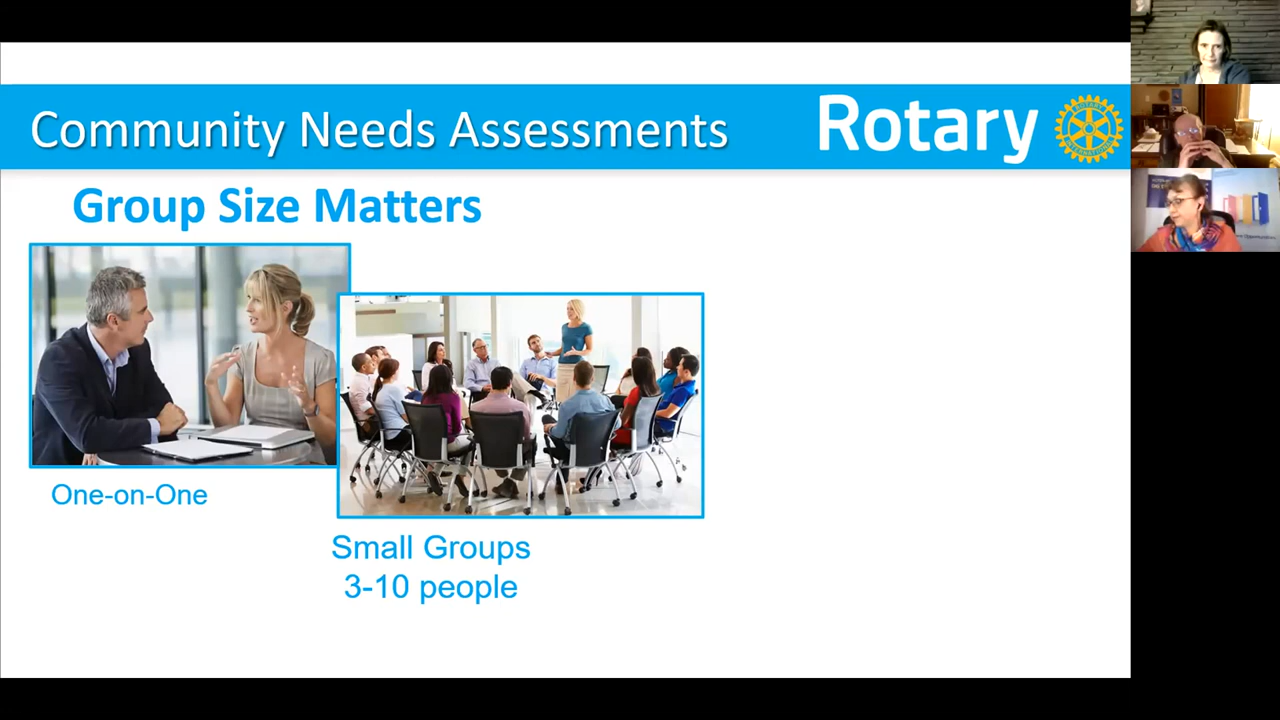 Community Needs Assessments
Rotary
Group Size Matters
One-on-One
Small Groups
3-10 people